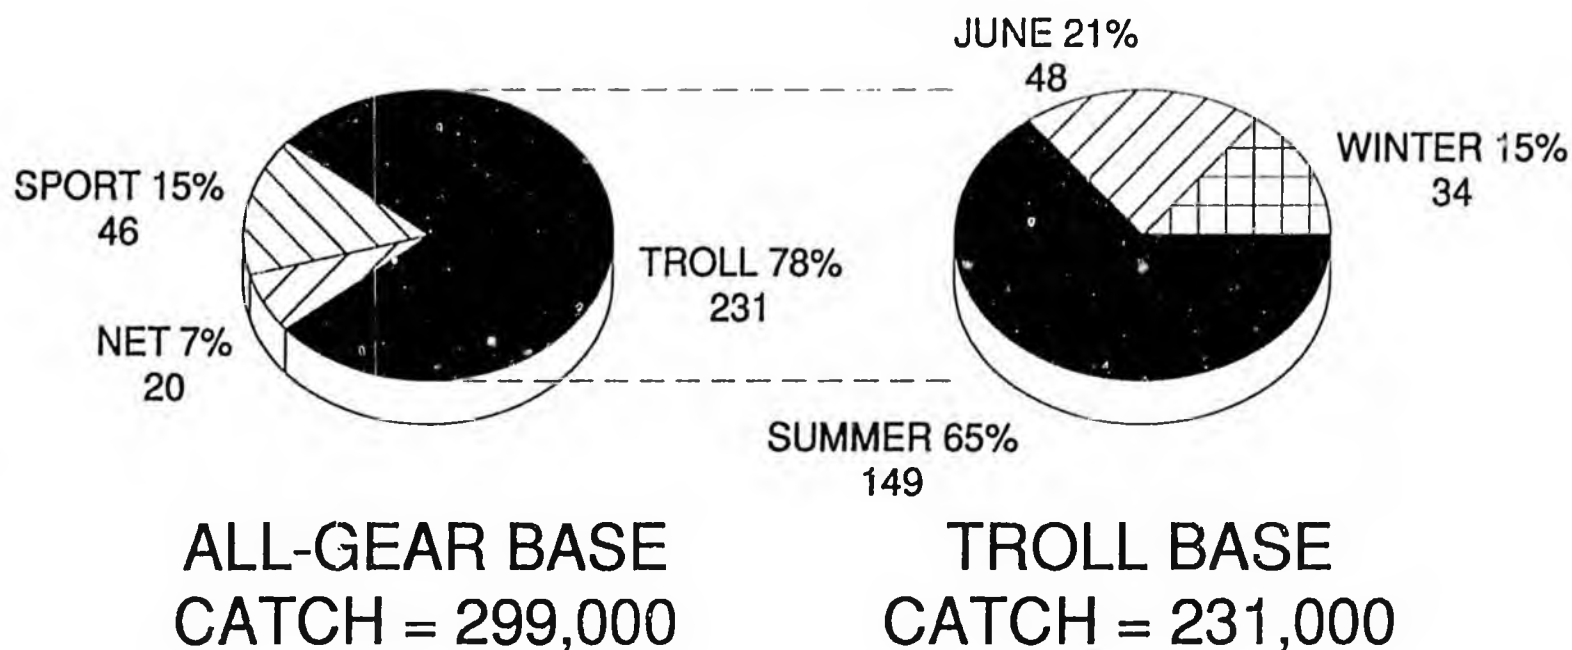 JUNE 21%
48
SPORT 15%
46
WINTER 15%
34
TROLL 78%
231
NET 7%
20
SUMMER 65%
149
ALL-GEAR BASE
CATCH = 299,000
TROLL BASE
CATCH = 231,000